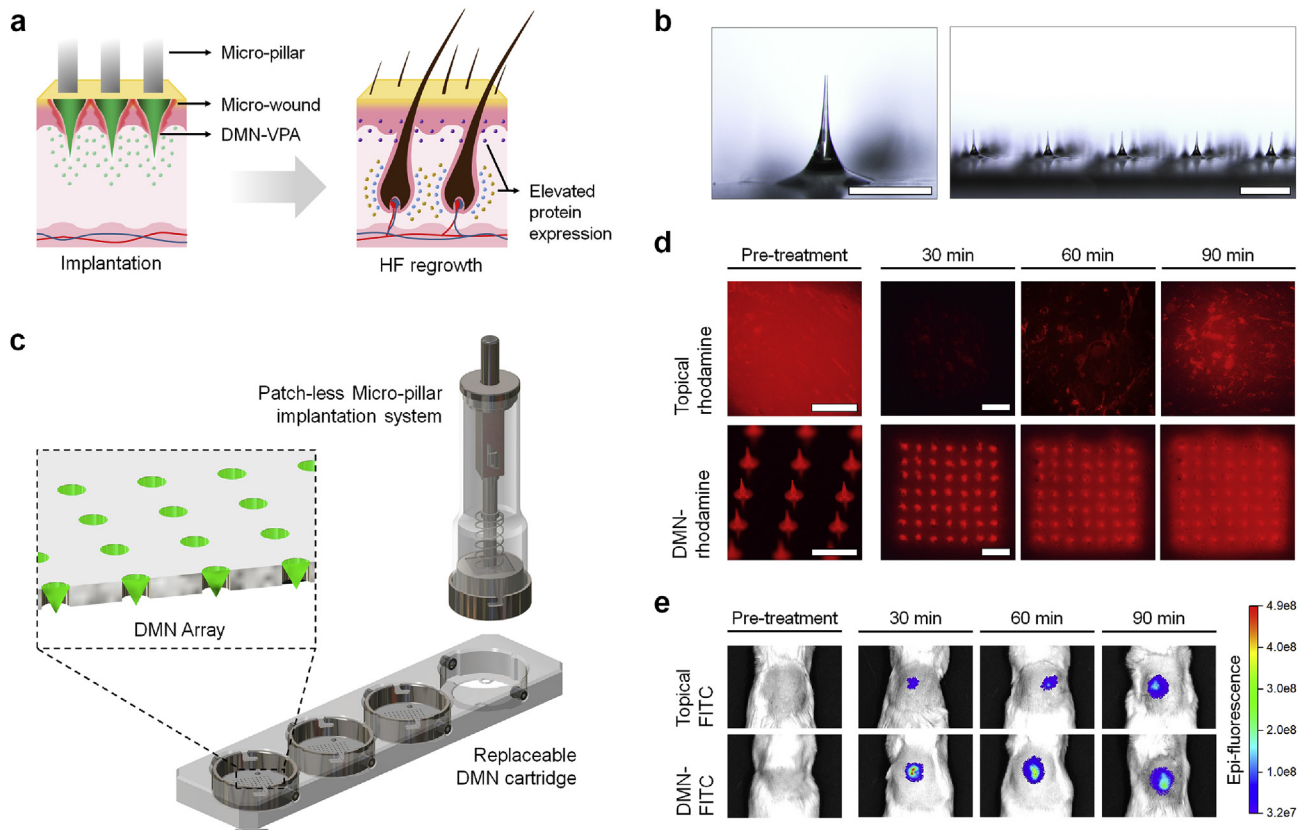 a
Micro-pillar
Micro-wound
DMN-VPA
Elevated
protein
expression
Implantation
HF regrowth
b
c
Patch-less Micro-pillar
implantation system
DMN Array
Replaceable
DMN cartridge
d
Pre-treatment
30 min
60 min
90 min
Topical
rhodamine
DMN-
rhodamine
e
Pre-treatment
30 min
60 min
90 min
Topical
FITC
DMN-
FITC
Epi-fluorescence
4.9e8
4.0e8
3.0e8
2.0e8
1.0e8
3.2e7